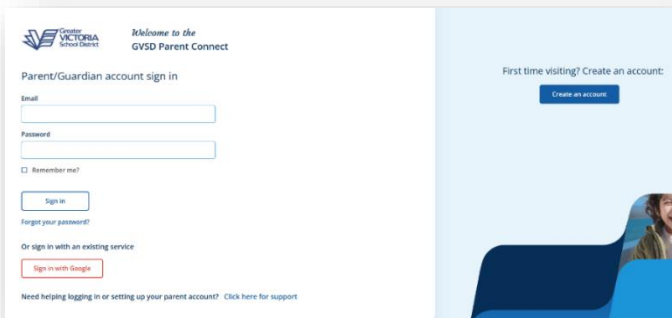 Greater
VICTORIA
School District
Welcome to the
GVSD Parent Connect
Parent/Guardian account sign in
Email
Password
Remember me?
Sign in
Forgot your password?
Or sign in with an existing service
Sign in with Google
Need helping logging in or setting up your parent account? Click here for support
First time visiting? Create an account:
Create an account